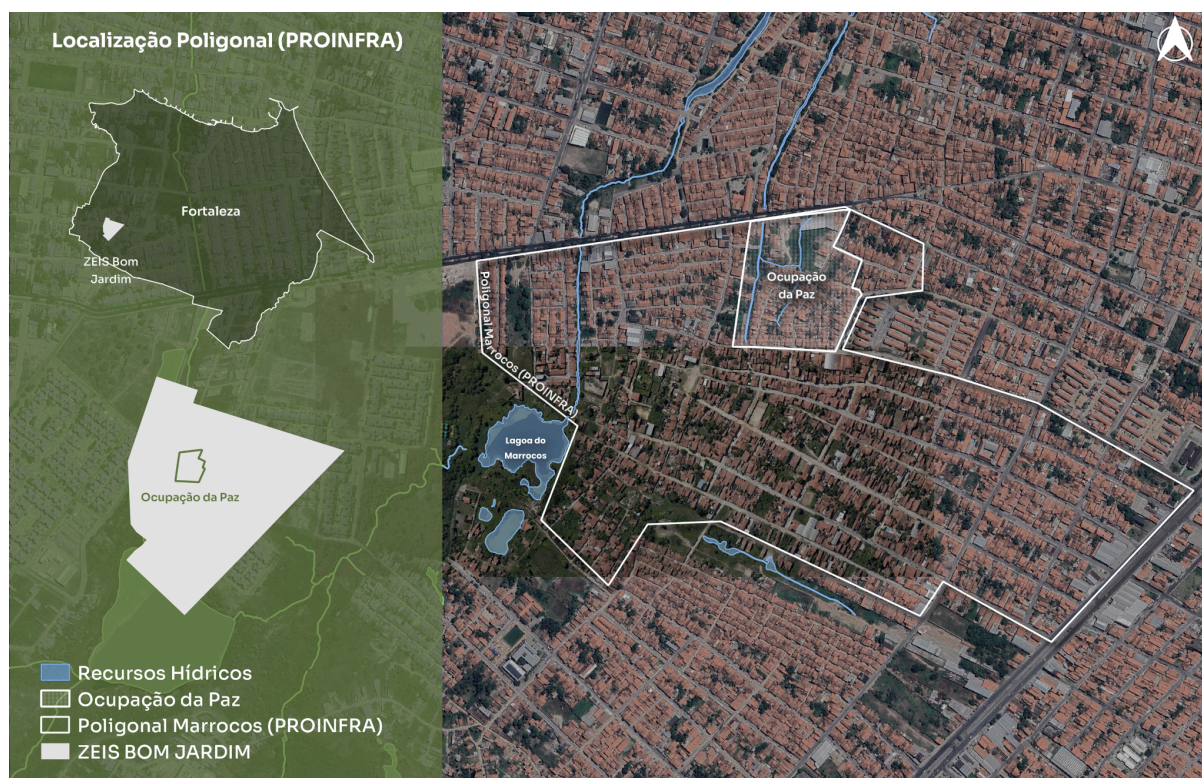 Localização Poligonal (PROINFRA)
Fortaleza
ZEIS Bom
Jardim
Ocupação da Paz
Recursos Hídricos
Ocupação da Paz
Poligonal Marrocos (PROINFRA)
ZEIS BOM JARDIM
Ocupação
da Paz
Poligonal Marrocos (PROINFRA)
Lagoa do
Marrocos